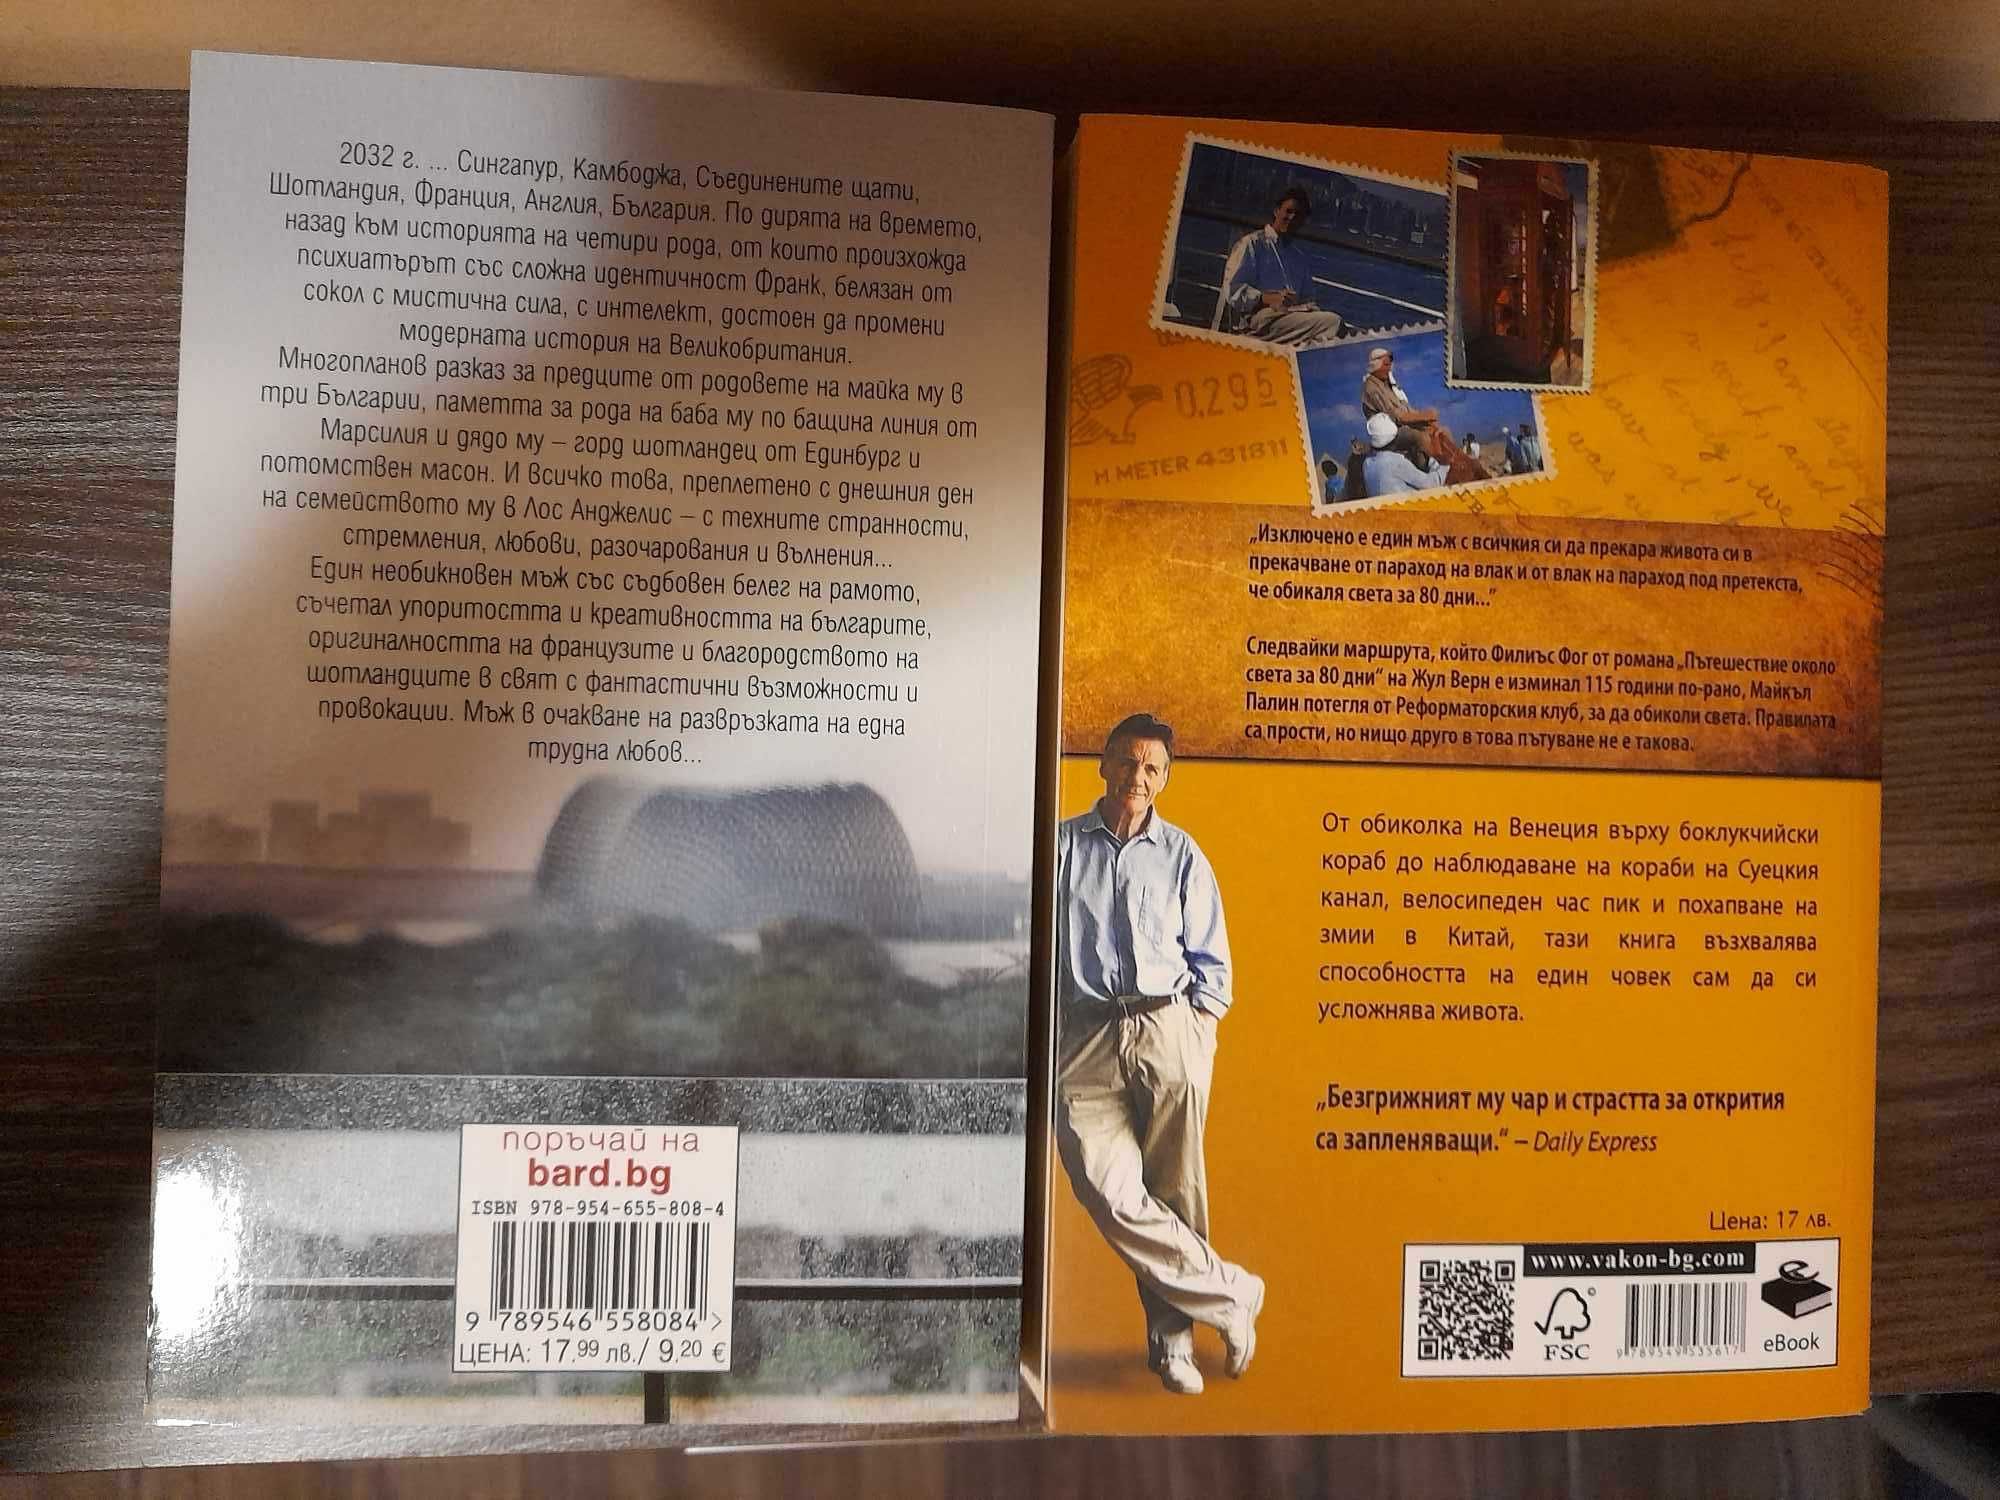 2032 г. ... Сингапур, Камбоджа, Съединените щати,
Шотландия, Франция, Англия, България. По дирята на времето,
назад към историята на четири рода, от които произхожда
психиатърът със сложна идентичност Франк, белязан от
сокол с мистична сила, с интелект, достоен да промени
модерната история на Великобритания.
Многопланов разказ за предците от родовете на майка му в
три Българии, паметта за рода на баба му по бащина линия от
Марсилия и дядо му – горд шотландец от Единбург и
потомствен масон. И всичко това, преплетено с днешния ден
на семейството му в Лос Анджелис – с техните странности,
стремления, любови, разочарования и вълнения...
Един необикновен мъж със съдбовен белег на рамото,
съчетал упоритостта и креативността на българите,
оригиналността на французите и благородството на
шотландците в свят с фантастични възможности и
провокации. Мъж в очакване на развръзката на една
трудна любов...
поръчай на
bard.bg
ISBN 978-954-655-808-4
9 789546 558084 >
ЦЕНА: 17.99 лв./ 9.20 €
0.295
METER 431811
„Изключено е един мъж с всичкия си да прекара живота си в
прекачване от параход на влак и от влак на параход под претекста,
че обикаля света за 80 дни...“
Следвайки маршрута, който Филиъс Фог от романа „Пътешествие около
света за 80 дни“ на Жул Верн е изминал 115 години по-рано, Майкъл
Палин потегля от Реформаторския клуб, за да обиколи света. Правилата
са прости, но нищо друго в това пътуване не е такова.
От обиколка на Венеция върху боклукчийски
кораб до наблюдаване на кораби на Суецкия
канал, велосипеден час пик и похапване на
змии в Китай, тази книга възхвалява
способността на един човек сам да си
усложнява живота.
„Безгрижният му чар и страстта за открития
са запленяващи.“ – Daily Express
Цена: 17 лв.
www.vakon-bg.com
FSC
9 789549 535617
eBook